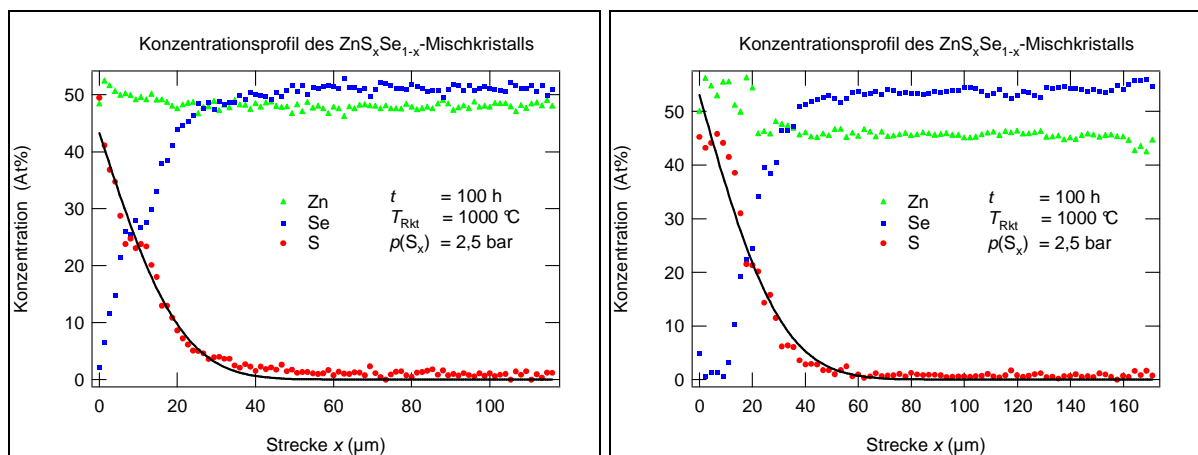 Konzentrationsprofil des ZnSₓSe₁₋ₓ-Mischkristalls
Konzentration (At%)
50
40
30
20
10
0
Zn
Se
S
t = 100 h
T_Rkt = 1000 °C
p(Sₓ) = 2,5 bar
0 20 40 60 80 100
Strecke x (µm)
Konzentrationsprofil des ZnSₓSe₁₋ₓ-Mischkristalls
Konzentration (At%)
50
40
30
20
10
0
Zn
Se
S
t = 100 h
T_Rkt = 1000 °C
p(Sₓ) = 2,5 bar
0 20 40 60 80 100 120 140 160
Strecke x (µm)